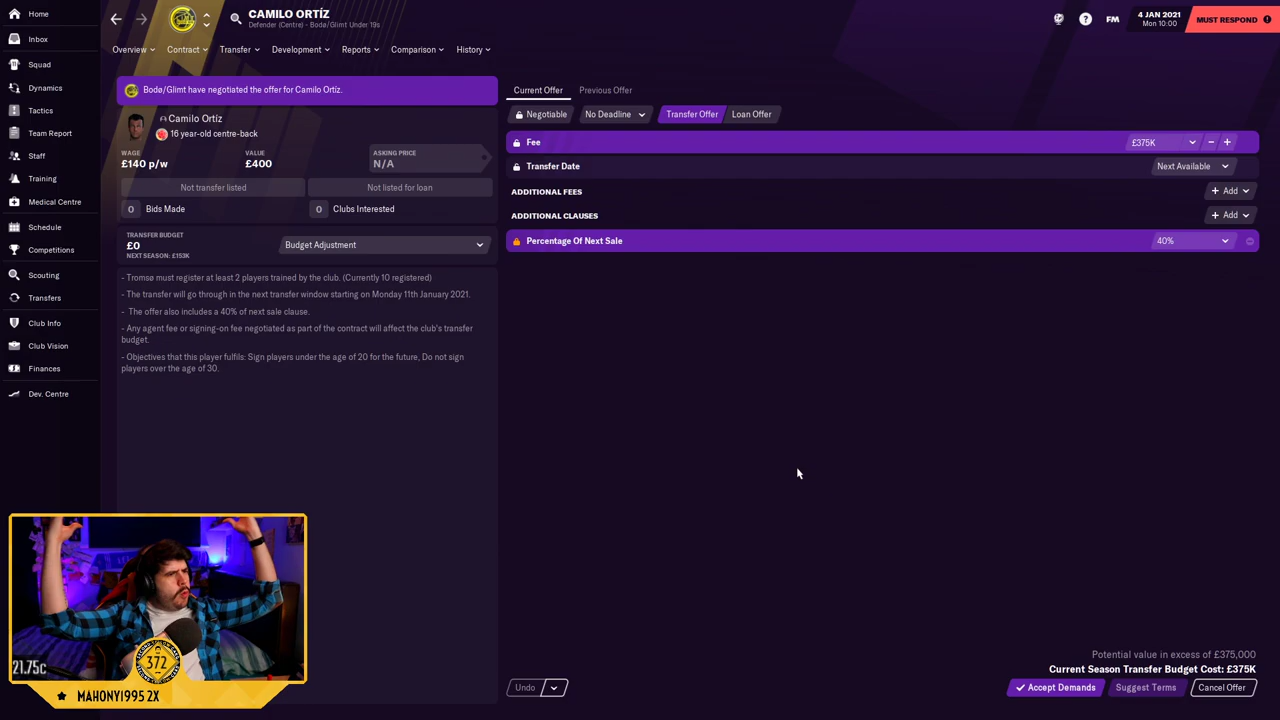 Home
Inbox
Squad
Dynamics
Tactics
Team Report
Staff
Training
Medical Centre
Schedule
Competitions
Scouting
Transfers
Club Info
Club Vision
Finances
Dev. Centre
CAMILO ORTÍZ
Defender (Centre) - Bodø/Glimt Under 19s
FM
4 JAN 2021
Mon 10:00
MUST RESPOND
Overview
Contract
Transfer
Development
Reports
Comparison
History
Bodø/Glimt have negotiated the offer for Camilo Ortíz.
Camilo Ortíz
16 year-old centre-back
WAGE
£140 p/w
VALUE
£400
ASKING PRICE
N/A
Not transfer listed
Not listed for loan
0 Bids Made
0 Clubs Interested
TRANSFER BUDGET
£0
NEXT SEASON: £153K
Budget Adjustment
- Tromsø must register at least 2 players trained by the club. (Currently 10 registered)
- The transfer will go through in the next transfer window starting on Monday 11th January 2021.
- The offer also includes a 40% of next sale clause.
- Any agent fee or signing-on fee negotiated as part of the contract will affect the club's transfer
budget.
- Objectives that this player fulfils: Sign players under the age of 20 for the future, Do not sign
players over the age of 30.
Current Offer
Previous Offer
Negotiable
No Deadline
Transfer Offer
Loan Offer
Fee
£375K
Transfer Date
Next Available
ADDITIONAL FEES
+ Add
ADDITIONAL CLAUSES
+ Add
Percentage Of Next Sale
40%
Potential value in excess of £375,000
Current Season Transfer Budget Cost: £375K
Undo
Accept Demands
Suggest Terms
Cancel Offer
21.75c
372
MAHONY1995 2X